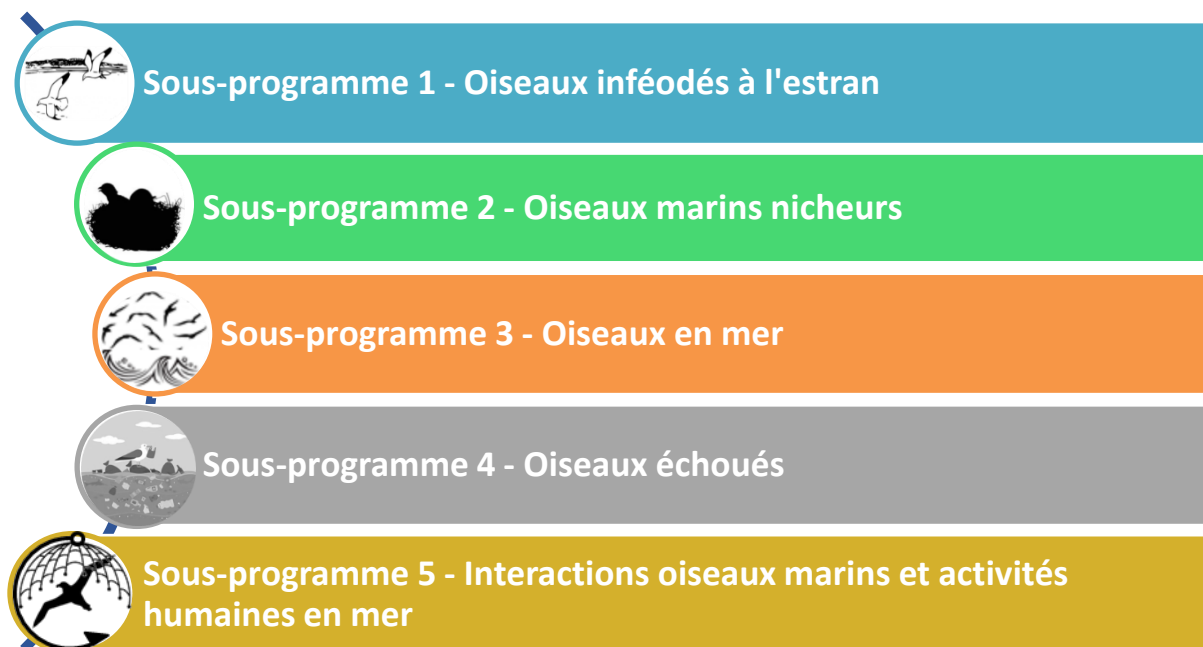 Sous-programme 1 - Oiseaux inféodés à l'estran
Sous-programme 2 - Oiseaux marins nicheurs
Sous-programme 3 - Oiseaux en mer
Sous-programme 4 - Oiseaux échoués
Sous-programme 5 - Interactions oiseaux marins et activités
humaines en mer